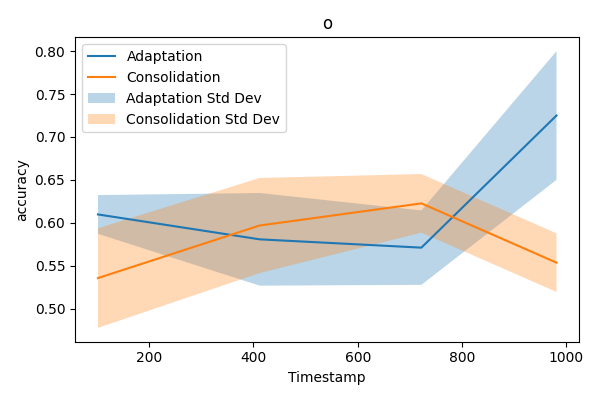 o
Adaptation
Consolidation
Adaptation Std Dev
Consolidation Std Dev
0.80
0.75
0.70
0.65
0.60
0.55
0.50
accuracy
200 400 600 800 1000
Timestamp